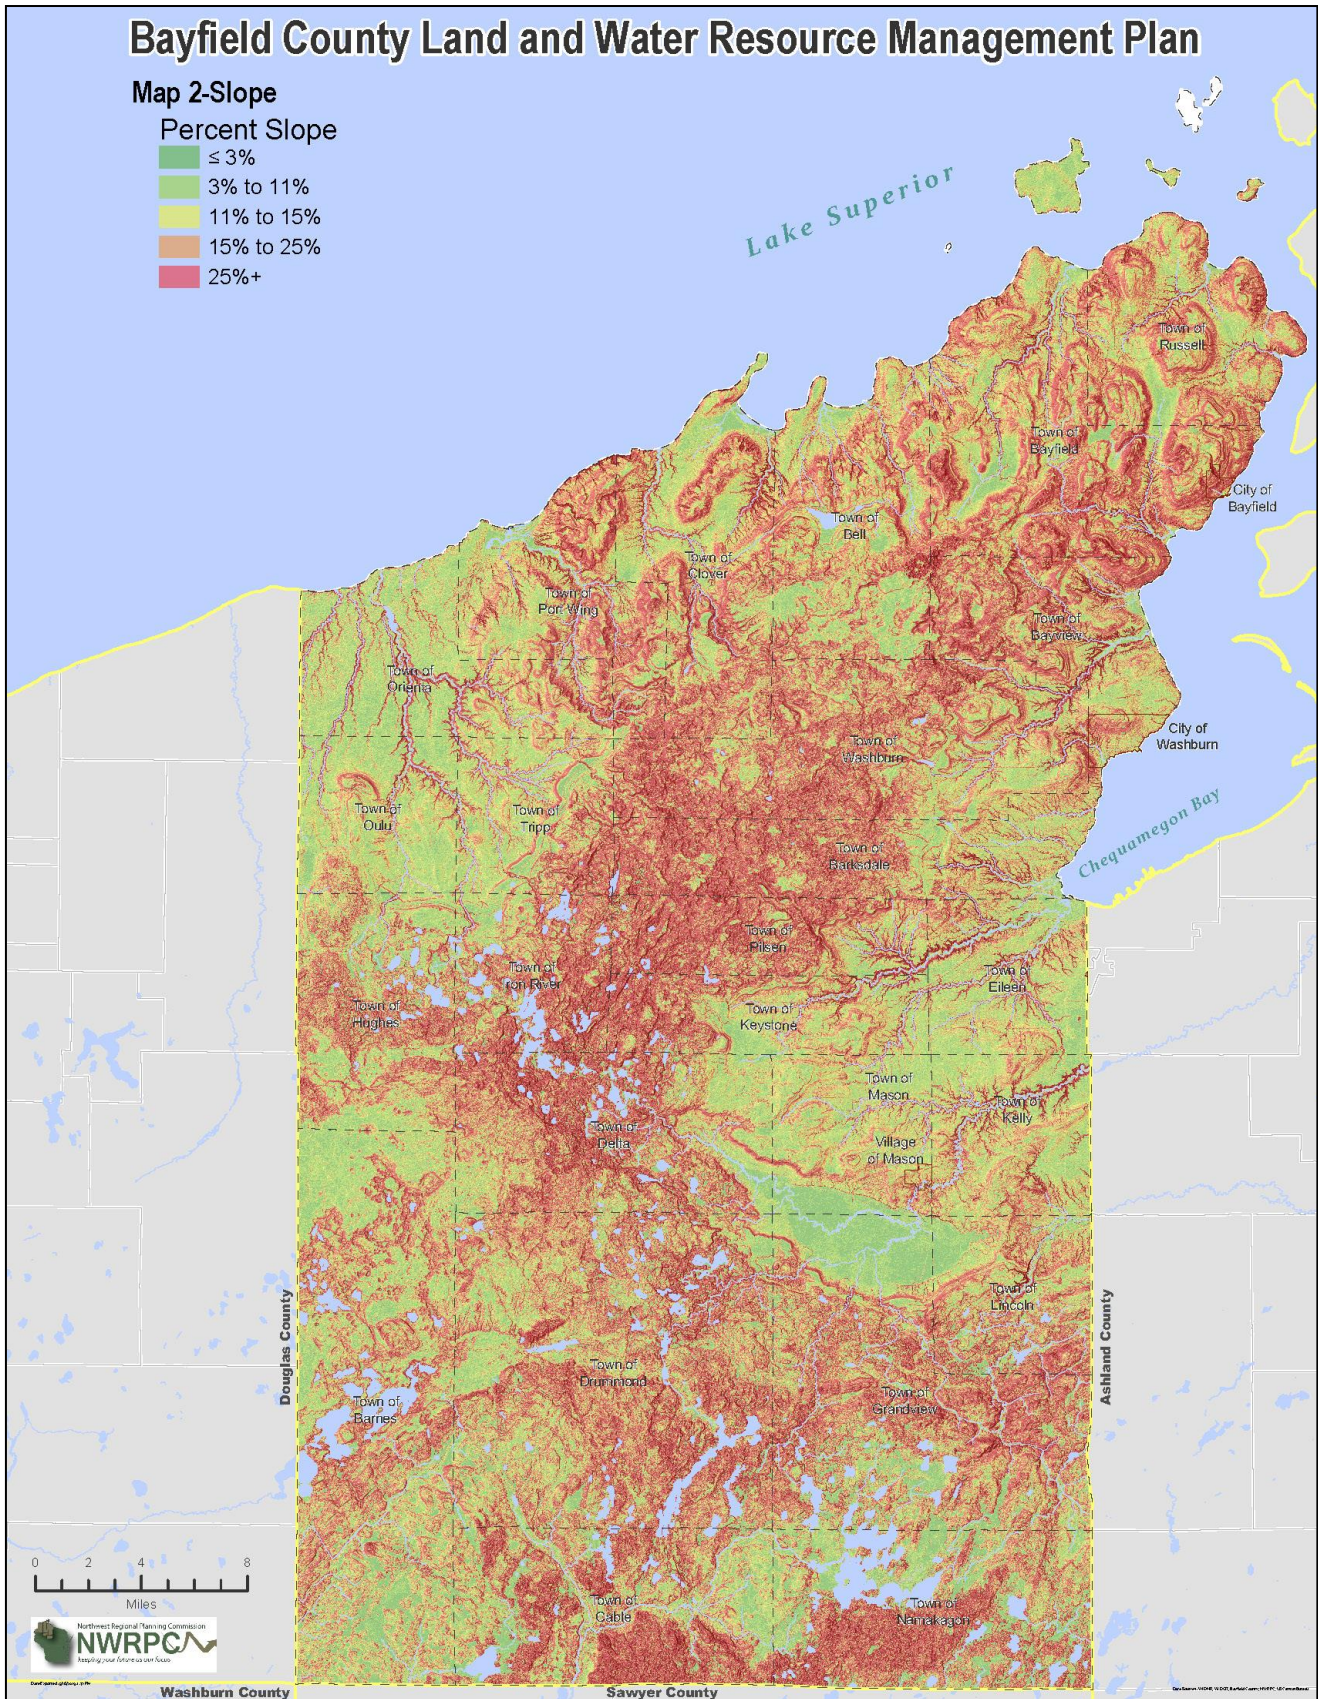 Bayfield County Land and Water Resource Management Plan
Map 2-Slope
Percent Slope
≤ 3%
3% to 11%
11% to 15%
15% to 25%
25%+
Lake Superior
Town of
Russell
Town of
Bayfield
City of
Bayfield
Town of
Bell
Town of
Clover
Town of
Port Wing
Town of
Bayview
Town of
Orienta
City of
Washburn
Town of
Washburn
Chequamegon Bay
Town of
Oulu
Town of
Tripp
Town of
Barksdale
Town of
Pilsen
Town of
Iron River
Town of
Eileen
Town of
Hughes
Town of
Keystone
Town of
Mason
Town of
Kelly
Town of
Delta
Village
of Mason
Town of
Lincoln
Douglas County
Ashland County
Town of
Drummond
Town of
Barnes
Town of
Grandview
Town of
Cable
Town of
Namakagon
0 2 4 8
Miles
Northwest Regional Planning Commission
NWRPC
keeping your future as our focus
Washburn County
Sawyer County